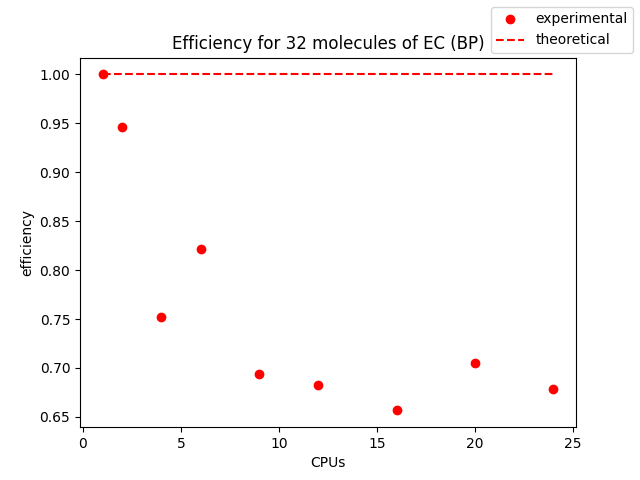 experimental
theoretical
Efficiency for 32 molecules of EC (BP)
1.00
0.95
0.90
0.85
0.80
0.75
0.70
0.65
efficiency
0 5 10 15 20 25
CPUs